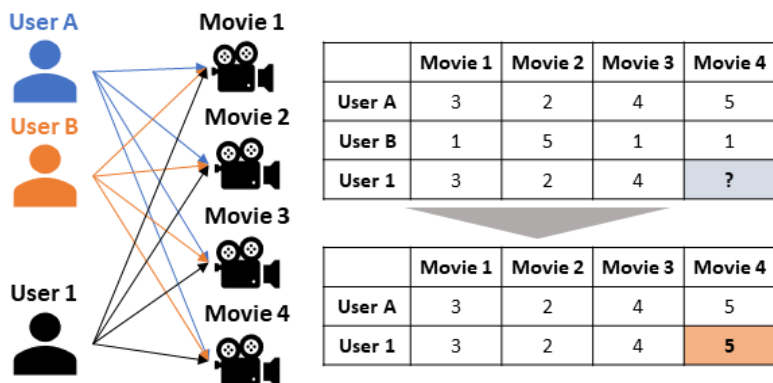 User A
User B
User 1
Movie 1
Movie 2
Movie 3
Movie 4
Movie 1 Movie 2 Movie 3 Movie 4
User A 3 2 4 5
User B 1 5 1 1
User 1 3 2 4 ?
Movie 1 Movie 2 Movie 3 Movie 4
User A 3 2 4 5
User 1 3 2 4 5